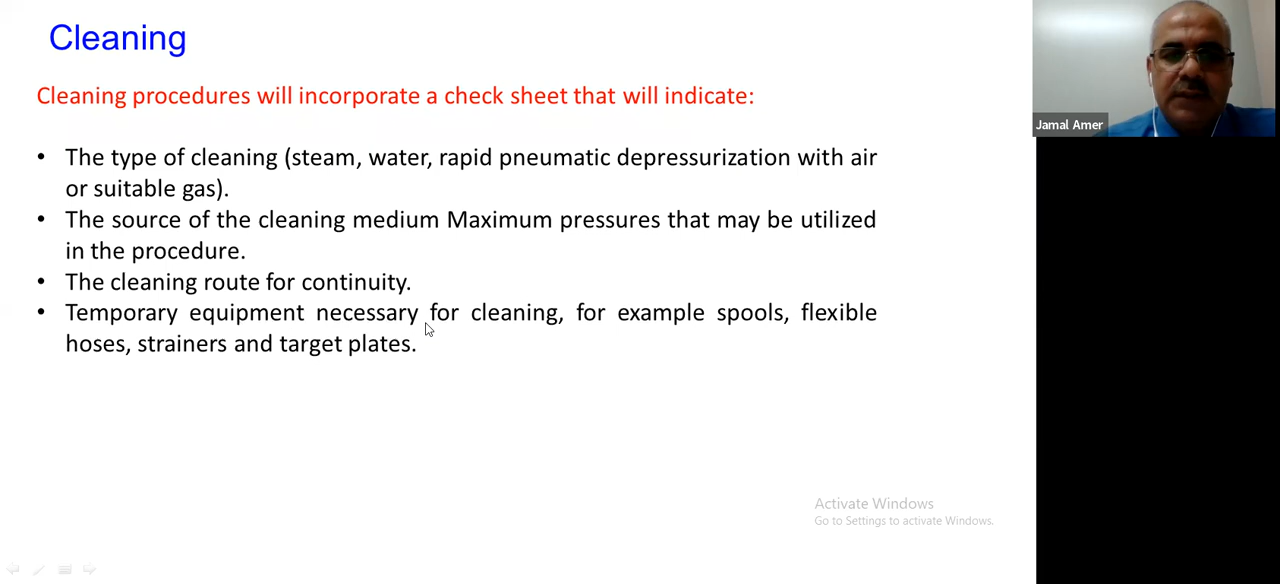 Cleaning
Cleaning procedures will incorporate a check sheet that will indicate:
• The type of cleaning (steam, water, rapid pneumatic depressurization with air
or suitable gas).
• The source of the cleaning medium Maximum pressures that may be utilized
in the procedure.
• The cleaning route for continuity.
• Temporary equipment necessary for cleaning, for example spools, flexible
hoses, strainers and target plates.
Jamal Amer
Activate Windows
Go to Settings to activate Windows.